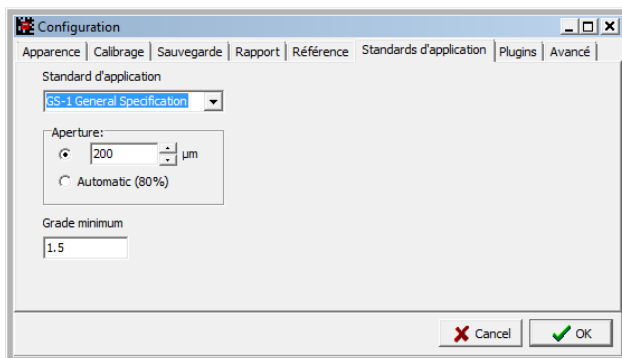 Configuration
Apparence Calibrage Sauvegarde Rapport Référence Standards d'application Plugins Avancé
Standard d'application
GS-1 General Specification
Aperture:
200 µm
Automatic (80%)
Grade minimum
1.5
Cancel OK